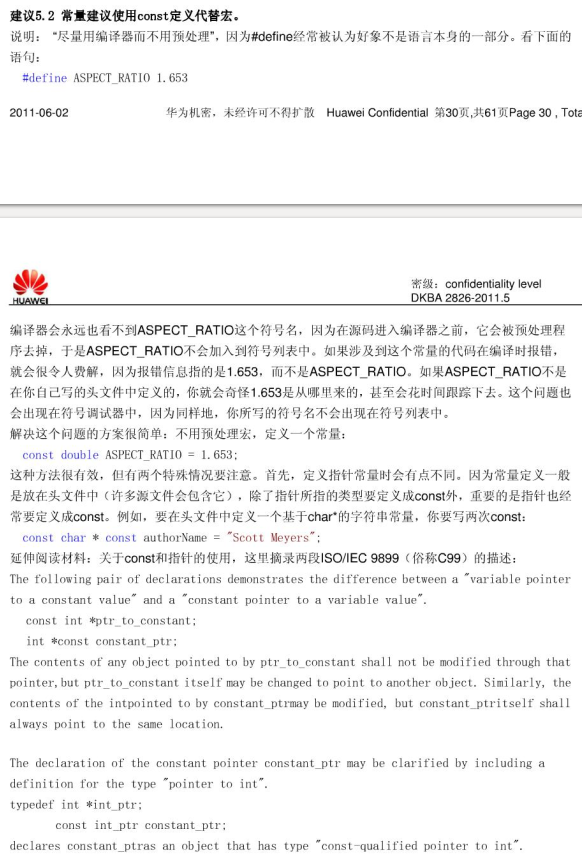 建议5.2 常量建议使用const定义代替宏。
说明： “尽量用编译器而不用预处理”，因为#define经常被认为好象不是语言本身的一部分。看下面的
语句：
#define ASPECT_RATIO 1.653
2011-06-02 华为机密，未经许可不得扩散 Huawei Confidential 第30页,共61页Page 30 , Tota
HUAWEI
密级：confidentiality level
DKBA 2826-2011.5
编译器会永远也看不到ASPECT_RATIO这个符号名，因为在源码进入编译器之前，它会被预处理程
序去掉，于是ASPECT_RATIO不会加入到符号列表中。如果涉及到这个常量的代码在编译时报错，
就会很令人费解，因为报错信息指的是1.653，而不是ASPECT_RATIO。如果ASPECT_RATIO不是
在你自己写的头文件中定义的，你就会奇怪1.653是从哪里来的，甚至会花时间跟踪下去。这个问题也
会出现在符号调试器中，因为同样地，你所写的符号名不会出现在符号列表中。
解决这个问题的方案很简单：不用预处理宏，定义一个常量：
const double ASPECT_RATIO = 1.653;
这种方法很有效，但有两个特殊情况要注意。首先，定义指针常量时会有点不同。因为常量定义一般
是放在头文件中（许多源文件会包含它），除了指针所指的类型要定义成const外，重要的是指针也经
常要定义成const。例如，要在头文件中定义一个基于char*的字符串常量，你要写两次const：
const char * const authorName = "Scott Meyers";
延伸阅读材料：关于const和指针的使用，这里摘录两段ISO/IEC 9899（俗称C99）的描述：
The following pair of declarations demonstrates the difference between a "variable pointer
to a constant value" and a "constant pointer to a variable value".
const int *ptr_to_constant;
int *const constant_ptr;
The contents of any object pointed to by ptr_to_constant shall not be modified through that
pointer,but ptr_to_constant itself may be changed to point to another object. Similarly, the
contents of the intpointed to by constant_ptrmay be modified, but constant_ptritself shall
always point to the same location.
The declaration of the constant pointer constant_ptr may be clarified by including a
definition for the type "pointer to int".
typedef int *int_ptr;
const int_ptr constant_ptr;
declares constant_ptras an object that has type "const-qualified pointer to int".